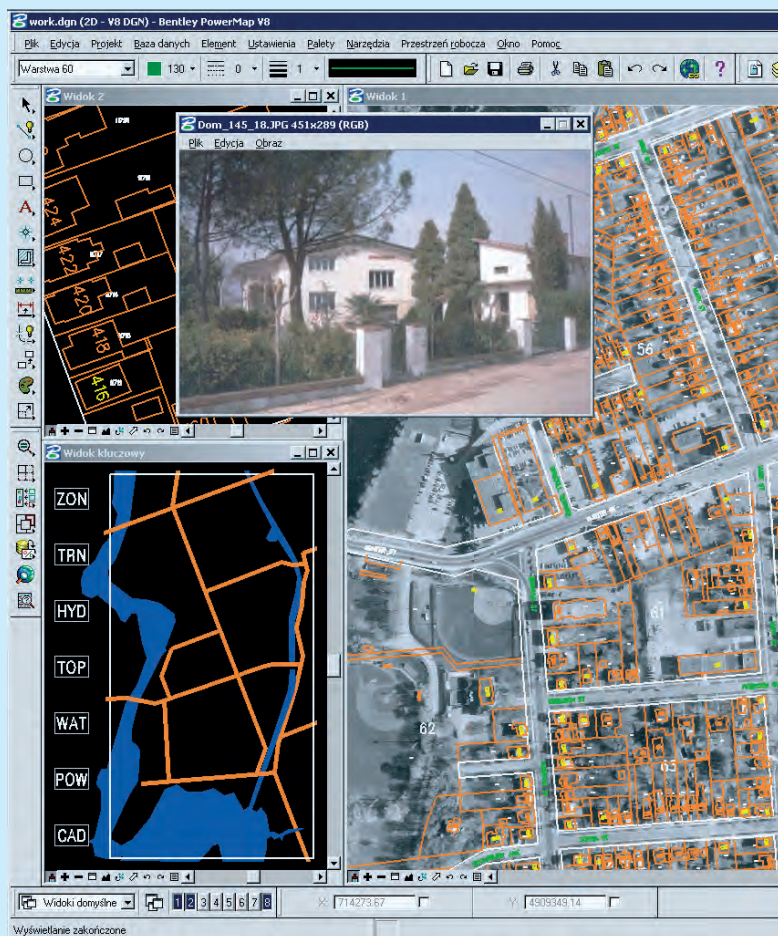 work.dgn (2D - V8 DGN) - Bentley PowerMap V8
Plik Edycja Projekt Baza danych Element Ustawienia Palety Narzędzia Przestrzeń robocza Okno Pomoc
Warstwa 60 130 0 1
Widok 2
Widok 1
Dom_145_18.JPG 451x289 (RGB)
Plik Edycja Obraz
424
422
420
418
416
56
61
62
63
Widok kluczowy
ZON
TRN
HYD
TOP
WAT
POW
CAD
Widoki domyślne 1 2 3 4 5 6 7 8 X: 714273.67 Y: 4909349.14
Wyświetlanie zakończone